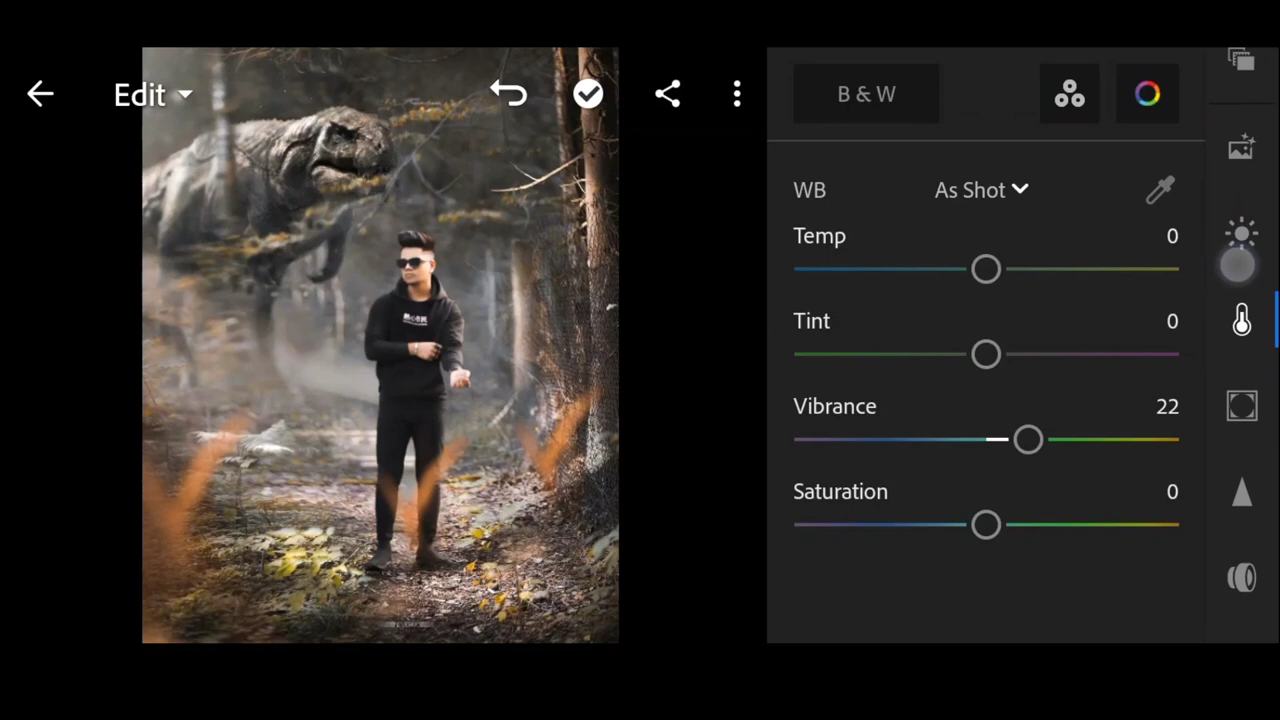 Edit
B & W
WB As Shot
Temp 0
Tint 0
Vibrance 22
Saturation 0